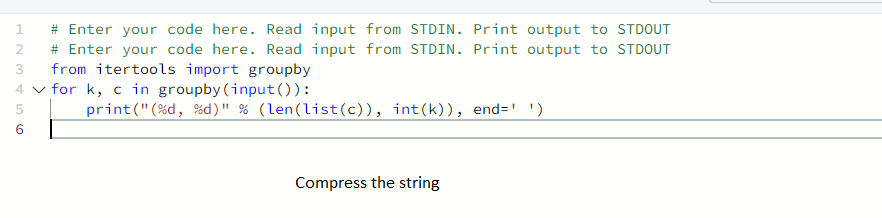 1 # Enter your code here. Read input from STDIN. Print output to STDOUT
2 # Enter your code here. Read input from STDIN. Print output to STDOUT
3 from itertools import groupby
4 for k, c in groupby(input()):
5     print("(%d, %d)" % (len(list(c)), int(k)), end=' ')
6
Compress the string